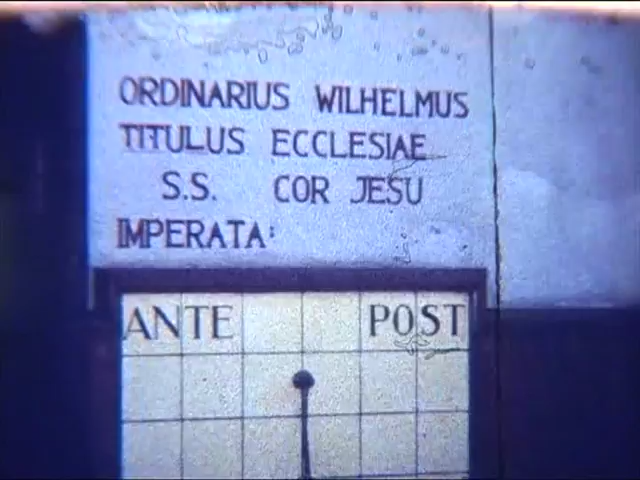 ORDINARIUS WILHELMUS
TITULUS ECCLESIAE
S.S. COR JESU
IMPERATA:
ANTE POST